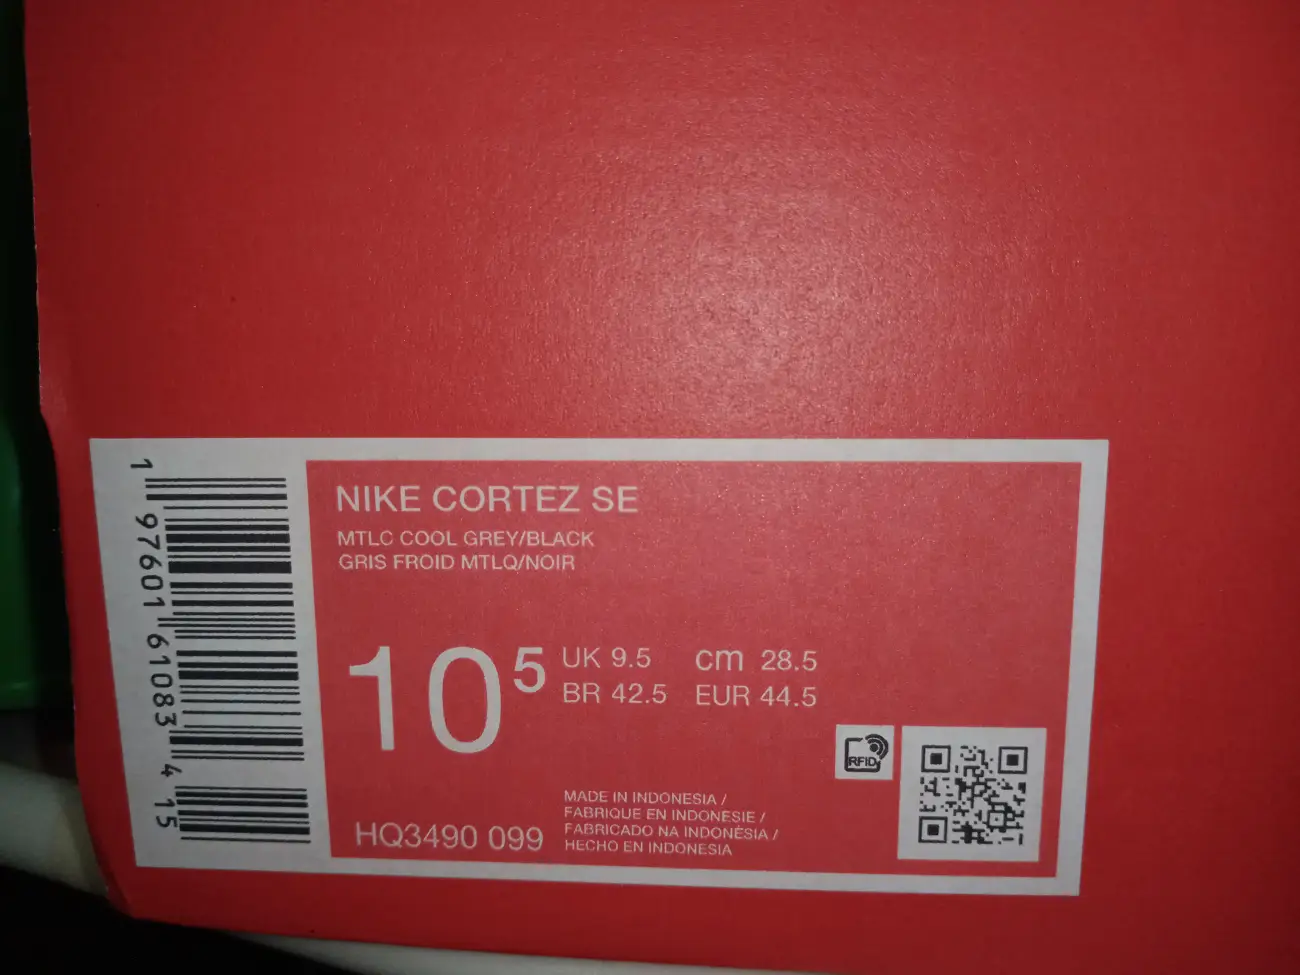 1 97601 61083 4 15
NIKE CORTEZ SE
MTLC COOL GREY/BLACK
GRIS FROID MTLQ/NOIR
10 5
UK 9.5 cm 28.5
BR 42.5 EUR 44.5
RFID
MADE IN INDONESIA /
FABRIQUE EN INDONESIE /
FABRICADO NA INDONÉSIA /
HECHO EN INDONESIA
HQ3490 099